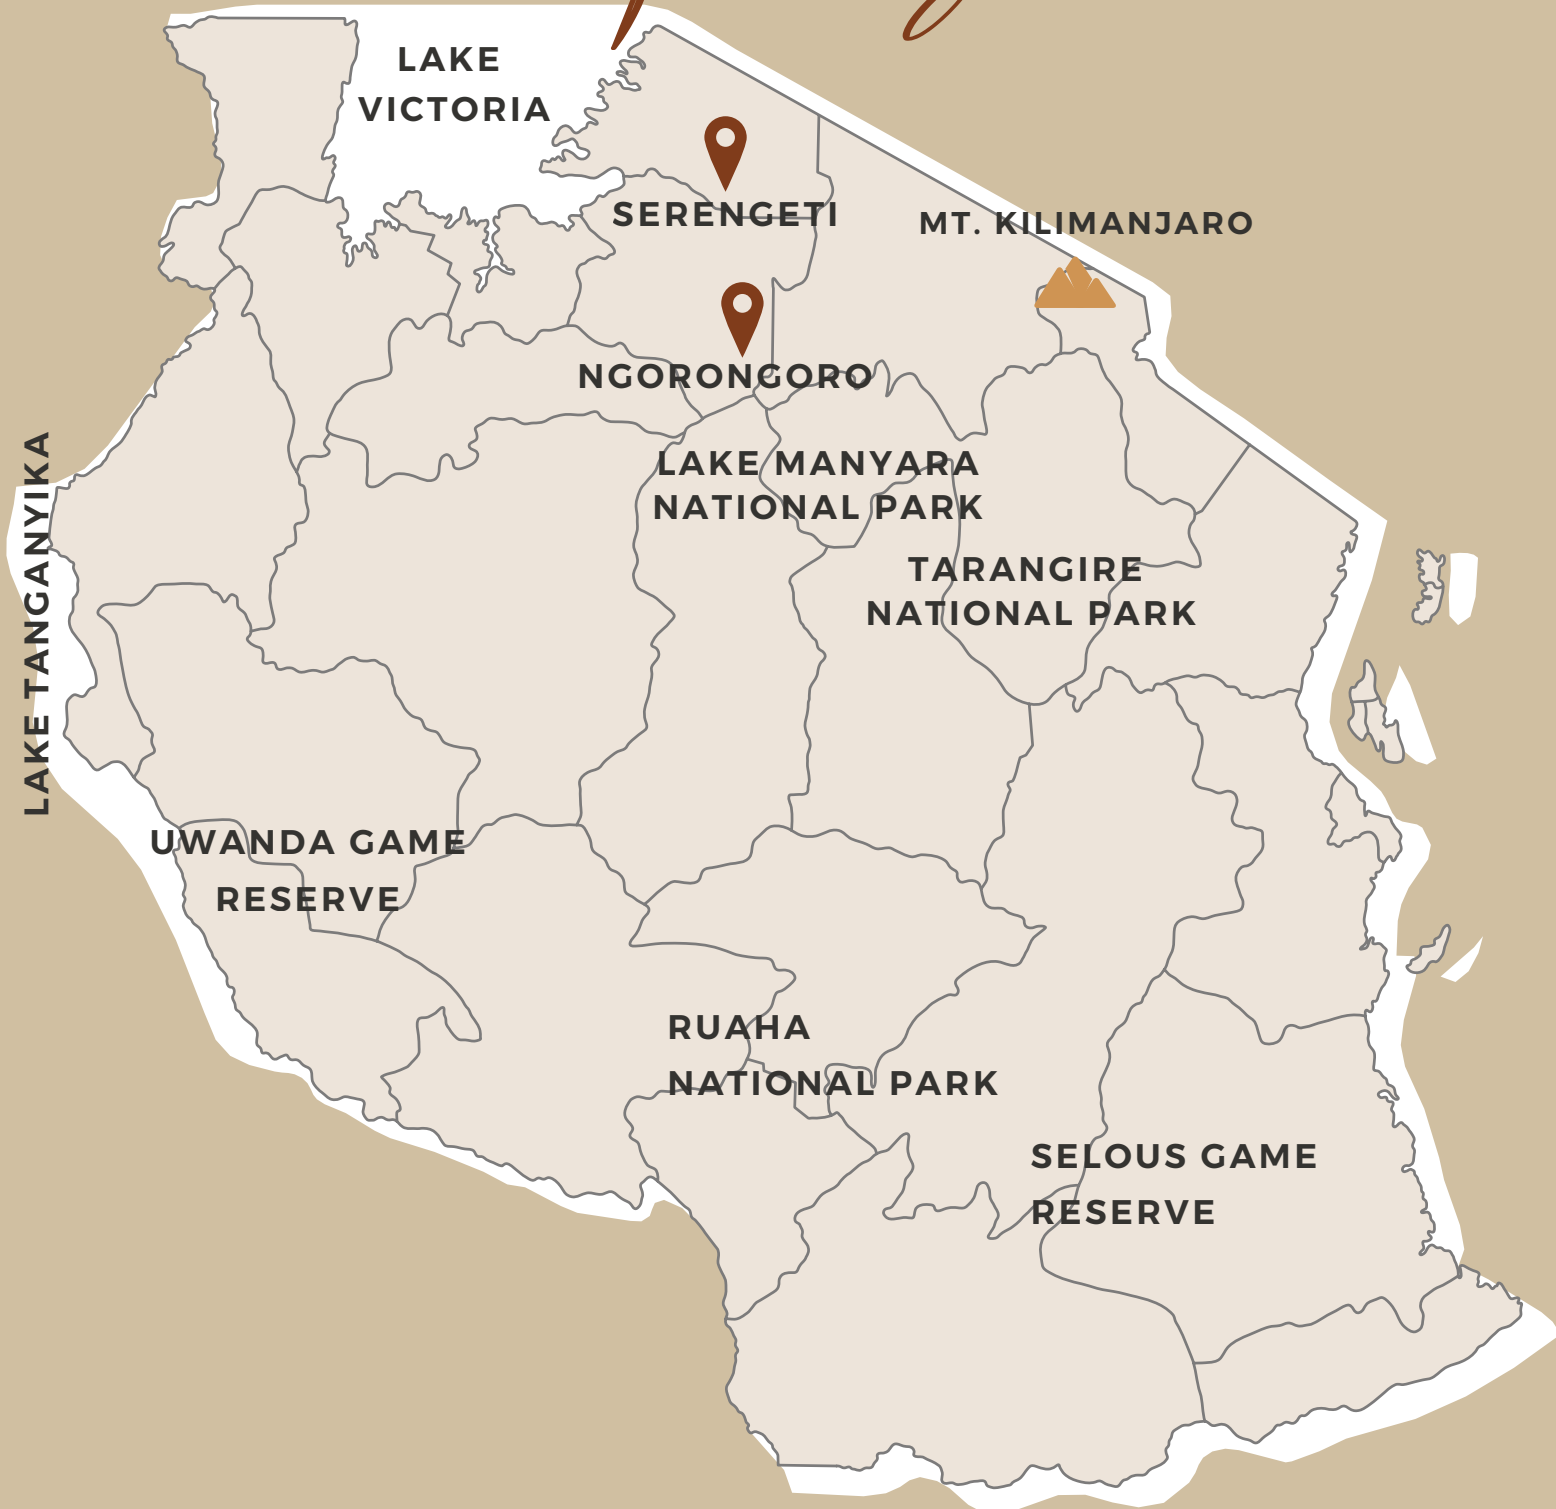 LAKE
VICTORIA
SERENGETI
MT. KILIMANJARO
NGORONGORO
LAKE MANYARA
NATIONAL PARK
TARANGIRE
NATIONAL PARK
LAKE TANGANYIKA
UWANDA GAME
RESERVE
RUAHA
NATIONAL PARK
SELOUS GAME
RESERVE